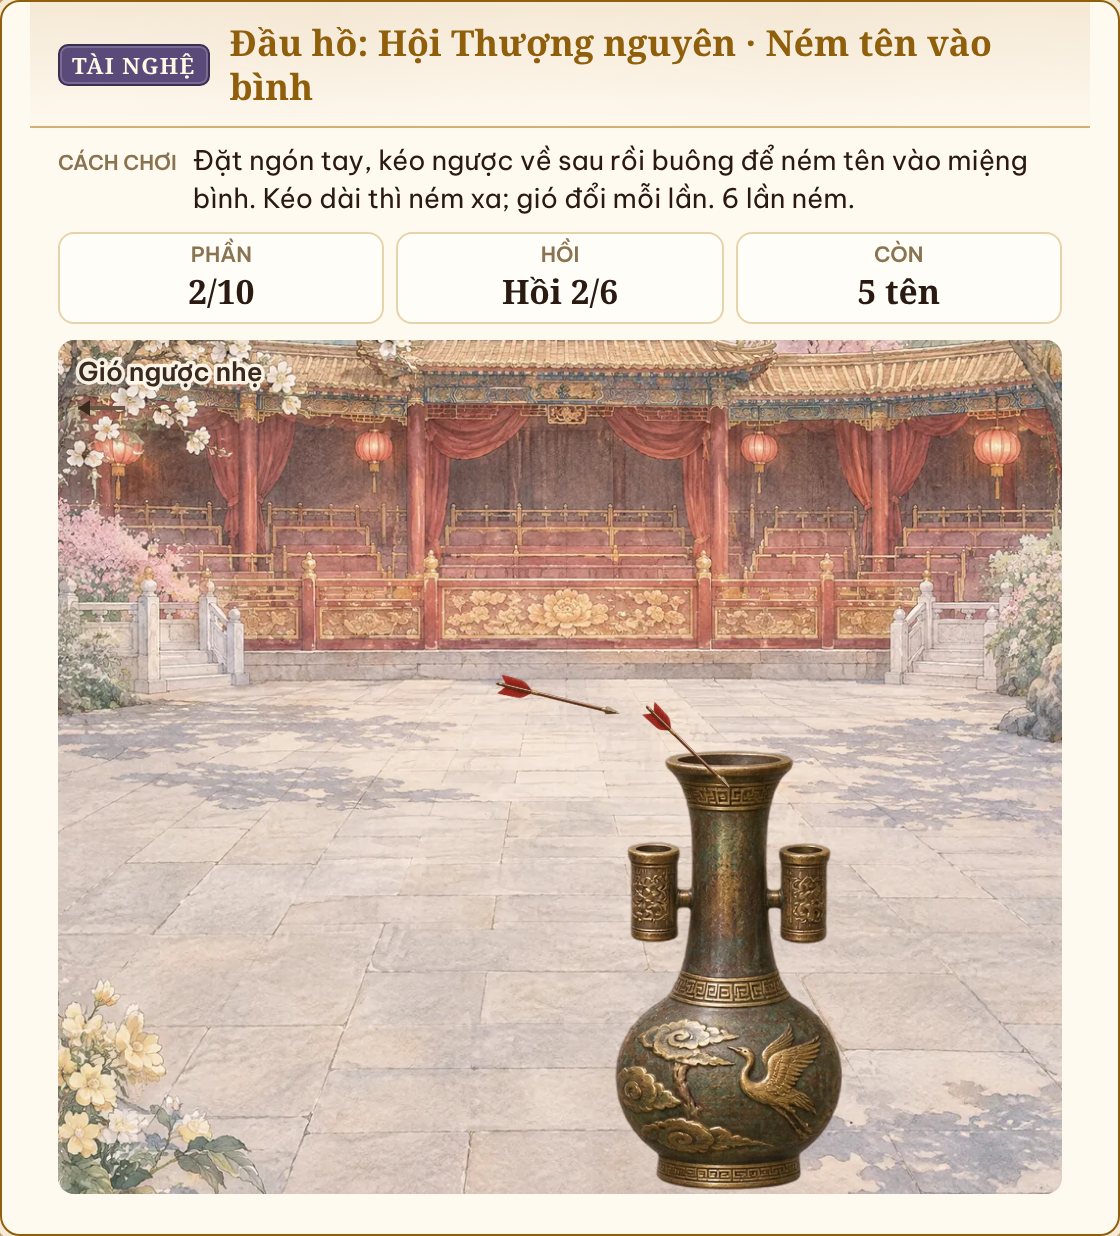 TÀI NGHỆ
Đầu hồ: Hội Thượng nguyên · Ném tên vào
bình
CÁCH CHƠI
Đặt ngón tay, kéo ngược về sau rồi buông để ném tên vào miệng
bình. Kéo dài thì ném xa; gió đổi mỗi lần. 6 lần ném.
PHẦN
2/10
HỒI
Hồi 2/6
CÒN
5 tên
Gió ngược nhẹ